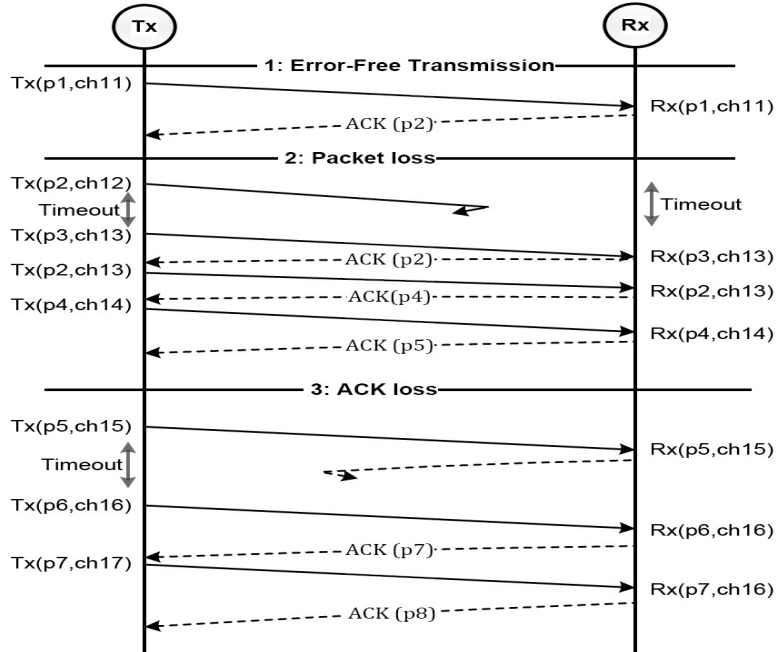 Tx
Rx
1: Error-Free Transmission
Tx(p1,ch11)
Rx(p1,ch11)
ACK (p2)
2: Packet loss
Tx(p2,ch12)
Timeout
Timeout
Tx(p3,ch13)
ACK (p2)
Rx(p3,ch13)
Tx(p2,ch13)
ACK(p4)
Rx(p2,ch13)
Tx(p4,ch14)
Rx(p4,ch14)
ACK (p5)
3: ACK loss
Tx(p5,ch15)
Rx(p5,ch15)
Timeout
Tx(p6,ch16)
Rx(p6,ch16)
ACK (p7)
Tx(p7,ch17)
Rx(p7,ch16)
ACK (p8)